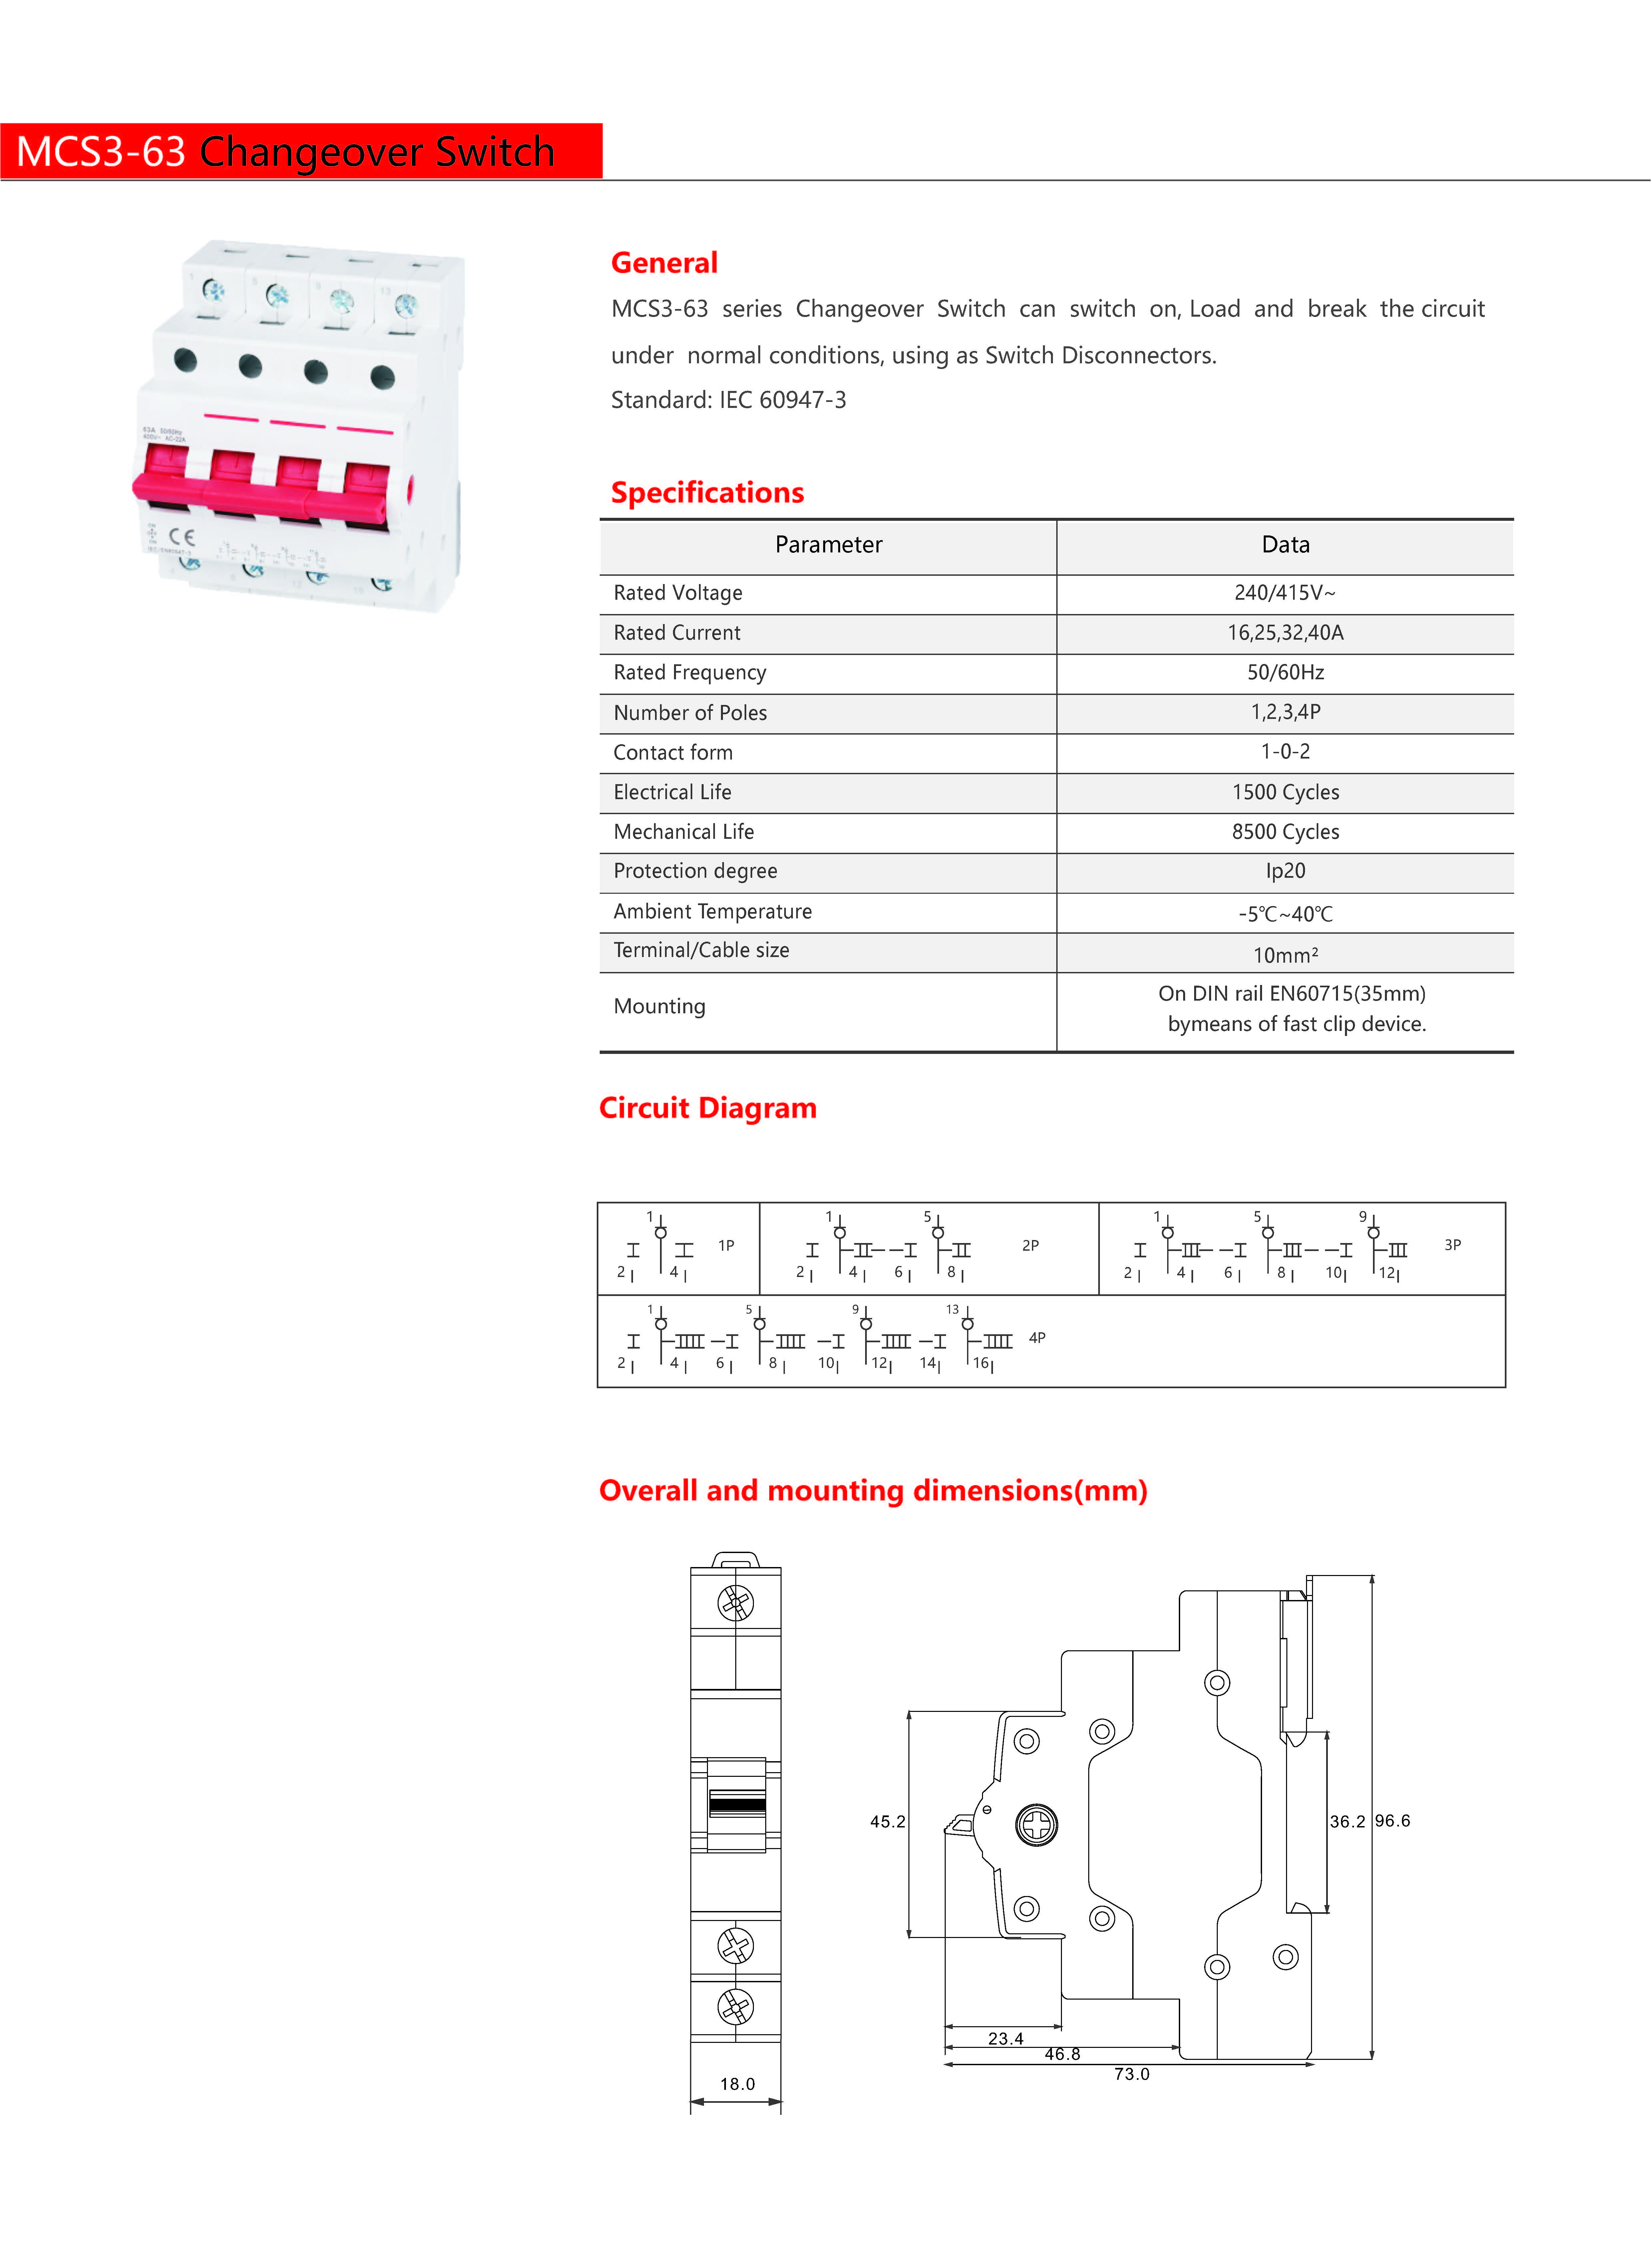 MCS3-63 Changeover Switch
General
MCS3-63 series Changeover Switch can switch on, Load and break the circuit
under normal conditions, using as Switch Disconnectors.
Standard: IEC 60947-3
63A 50/60Hz
400V~ AC-22A
CE
Specifications
Parameter Data
Rated Voltage 240/415V~
Rated Current 16,25,32,40A
Rated Frequency 50/60Hz
Number of Poles 1,2,3,4P
Contact form 1-0-2
Electrical Life 1500 Cycles
Mechanical Life 8500 Cycles
Protection degree Ip20
Ambient Temperature -5℃~40℃
Terminal/Cable size 10mm²
Mounting On DIN rail EN60715(35mm)
bymeans of fast clip device.
Circuit Diagram
1 1 5 1 5 9
1P 2P 3P
2 4 2 4 6 8 2 4 6 8 10 12
1 5 9 13
4P
2 4 6 8 10 12 14 16
Overall and mounting dimensions(mm)
45.2 36.2 96.6
23.4
46.8
73.0
18.0